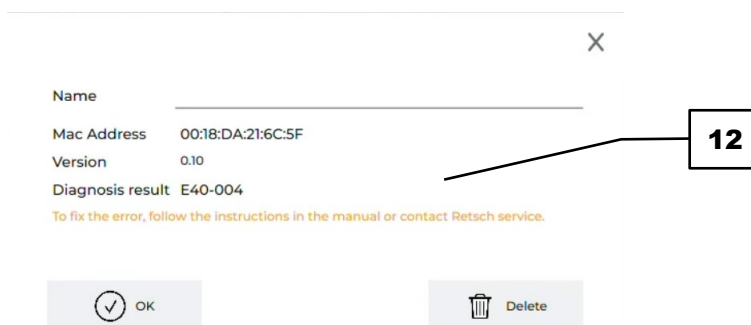 Name
Mac Address 00:18:DA:21:6C:5F
Version 0.10
Diagnosis result E40-004
To fix the error, follow the instructions in the manual or contact Retsch service.
OK Delete
12